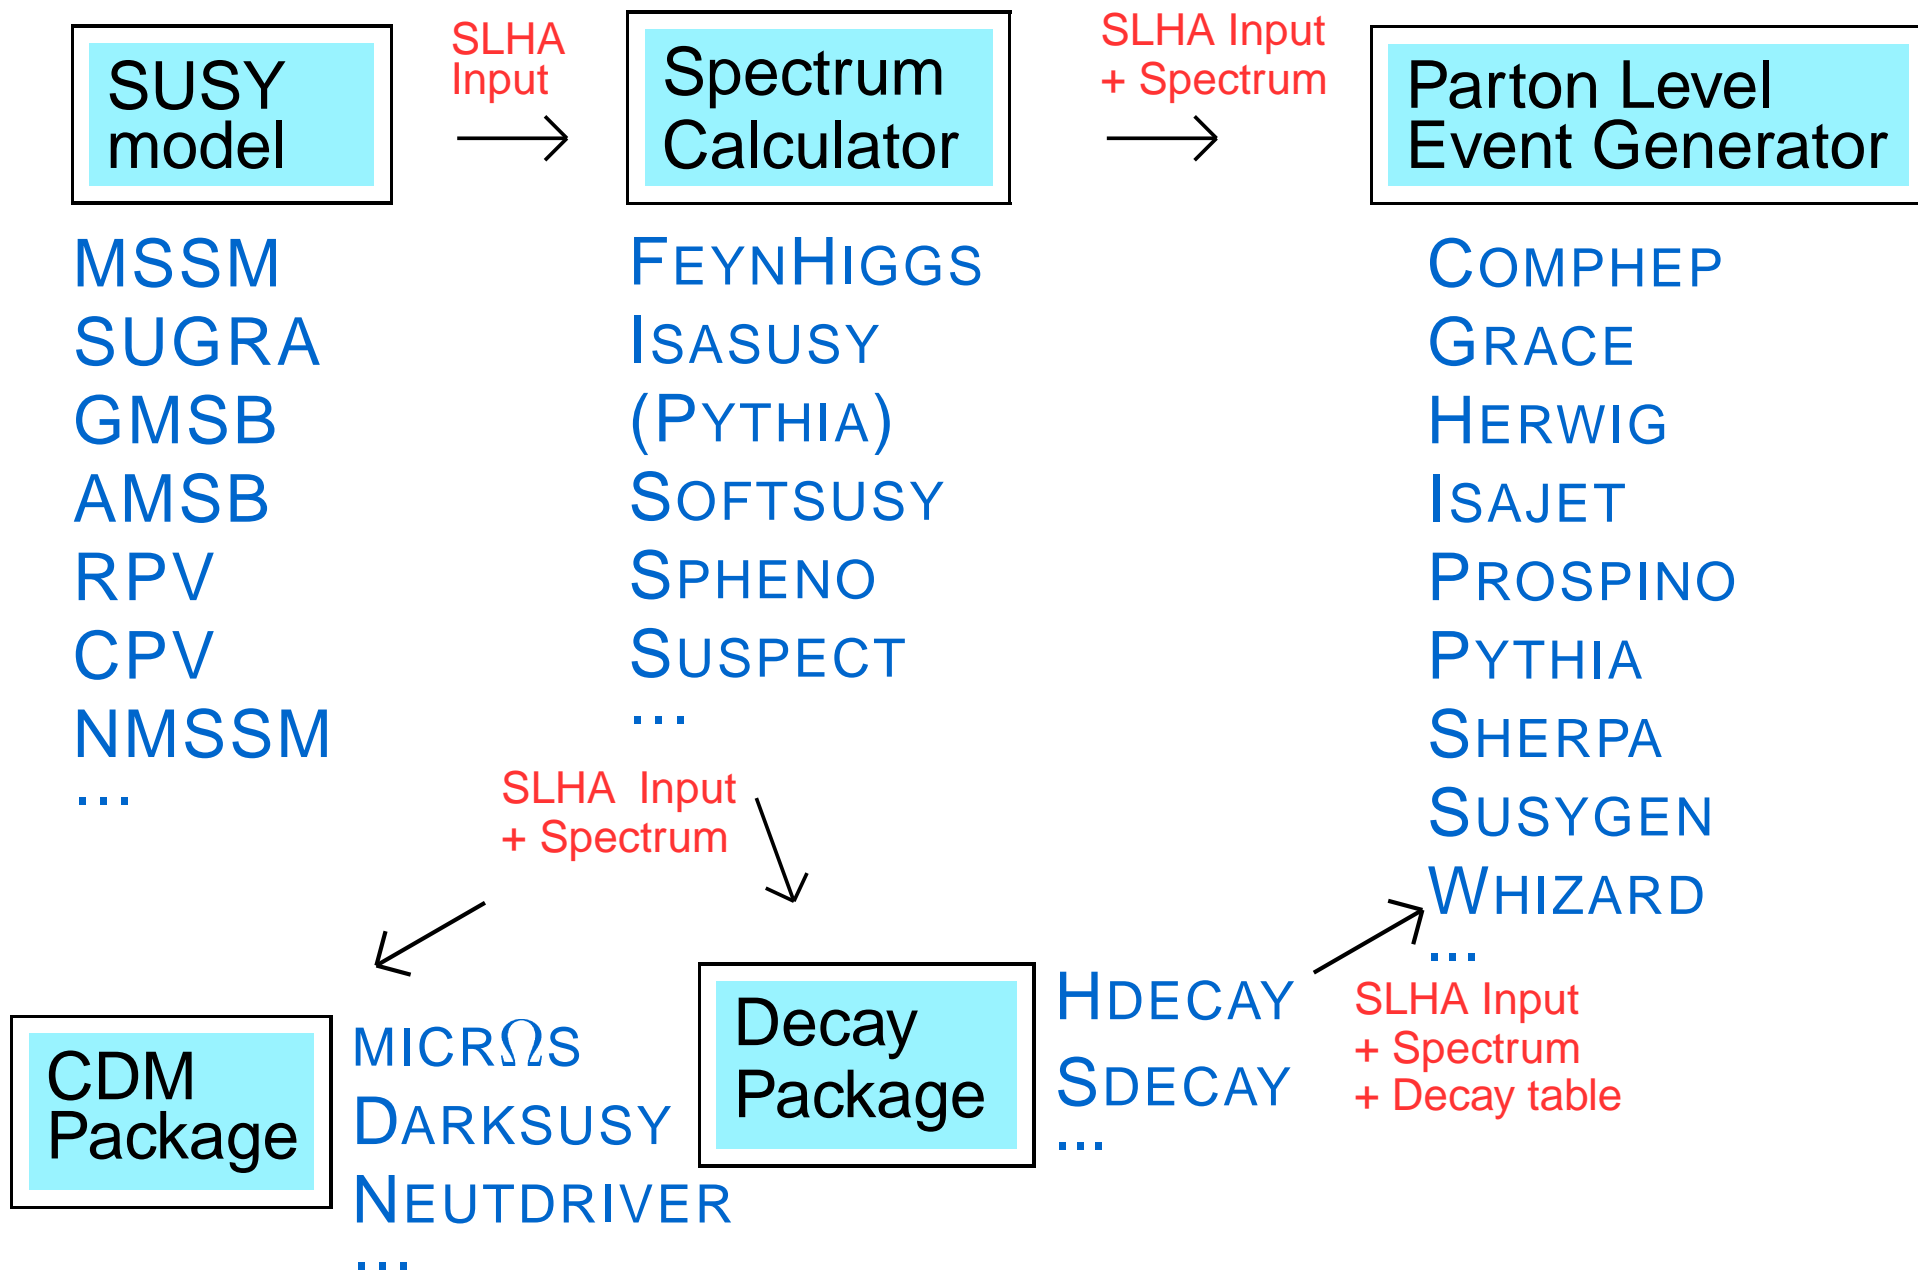 SUSY
model
SLHA
Input
Spectrum
Calculator
SLHA Input
+ Spectrum
Parton Level
Event Generator
MSSM
SUGRA
GMSB
AMSB
RPV
CPV
NMSSM
...
FEYNHIGGS
ISASUSY
(PYTHIA)
SOFTSUSY
SPHENO
SUSPECT
...
COMPHEP
GRACE
HERWIG
ISAJET
PROSPINO
PYTHIA
SHERPA
SUSYGEN
WHIZARD
...
SLHA Input
+ Spectrum
CDM
Package
MICRΩS
DARKSUSY
NEUTDRIVER
...
Decay
Package
HDECAY
SDECAY
...
SLHA Input
+ Spectrum
+ Decay table